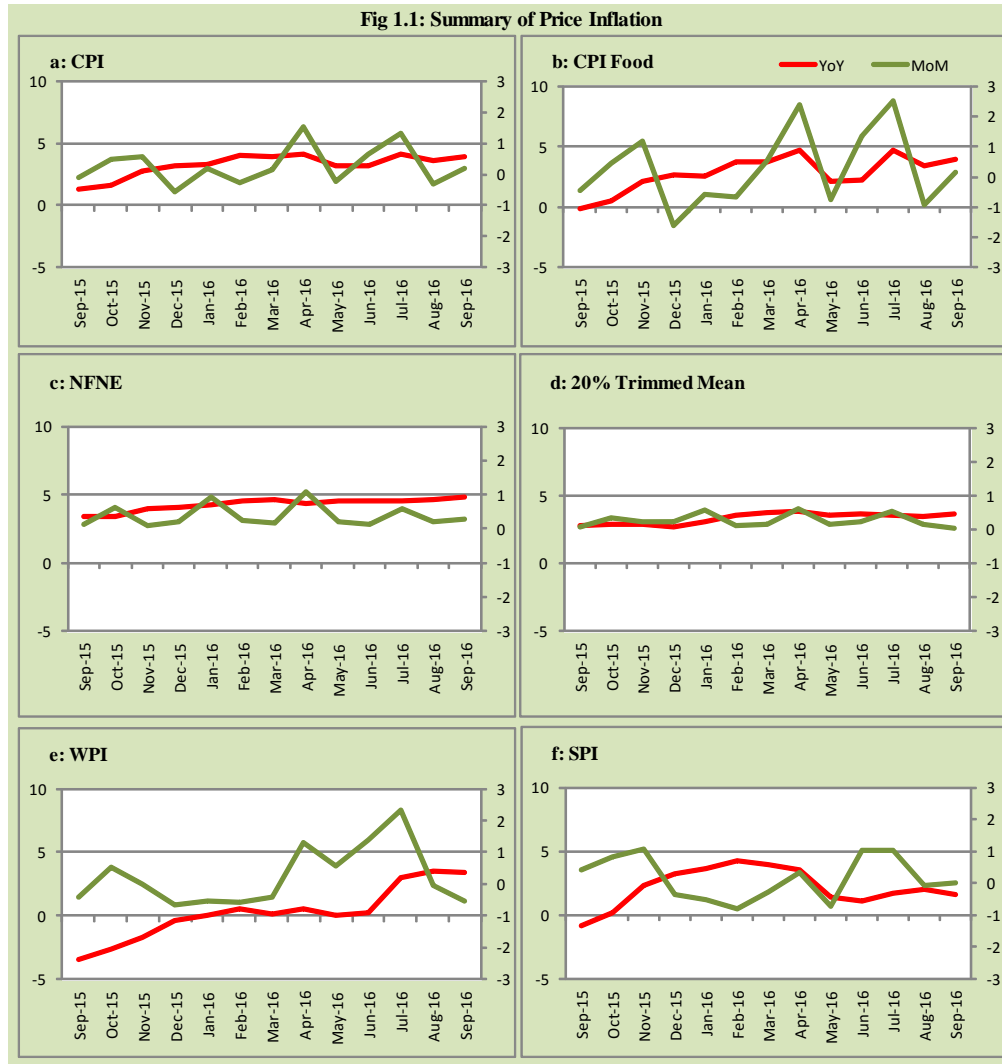 Fig 1.1: Summary of Price Inflation
a: CPI
10
5
0
-5
3
2
1
0
-1
-2
-3
Sep-15
Oct-15
Nov-15
Dec-15
Jan-16
Feb-16
Mar-16
Apr-16
May-16
Jun-16
Jul-16
Aug-16
Sep-16
b: CPI Food
YoY
MoM
10
5
0
-5
3
2
1
0
-1
-2
-3
Sep-15
Oct-15
Nov-15
Dec-15
Jan-16
Feb-16
Mar-16
Apr-16
May-16
Jun-16
Jul-16
Aug-16
Sep-16
c: NFNE
10
5
0
-5
3
2
1
0
-1
-2
-3
Sep-15
Oct-15
Nov-15
Dec-15
Jan-16
Feb-16
Mar-16
Apr-16
May-16
Jun-16
Jul-16
Aug-16
Sep-16
d: 20% Trimmed Mean
10
5
0
-5
3
2
1
0
-1
-2
-3
Sep-15
Oct-15
Nov-15
Dec-15
Jan-16
Feb-16
Mar-16
Apr-16
May-16
Jun-16
Jul-16
Aug-16
Sep-16
e: WPI
10
5
0
-5
3
2
1
0
-1
-2
-3
Sep-15
Oct-15
Nov-15
Dec-15
Jan-16
Feb-16
Mar-16
Apr-16
May-16
Jun-16
Jul-16
Aug-16
Sep-16
f: SPI
10
5
0
-5
3
2
1
0
-1
-2
-3
Sep-15
Oct-15
Nov-15
Dec-15
Jan-16
Feb-16
Mar-16
Apr-16
May-16
Jun-16
Jul-16
Aug-16
Sep-16